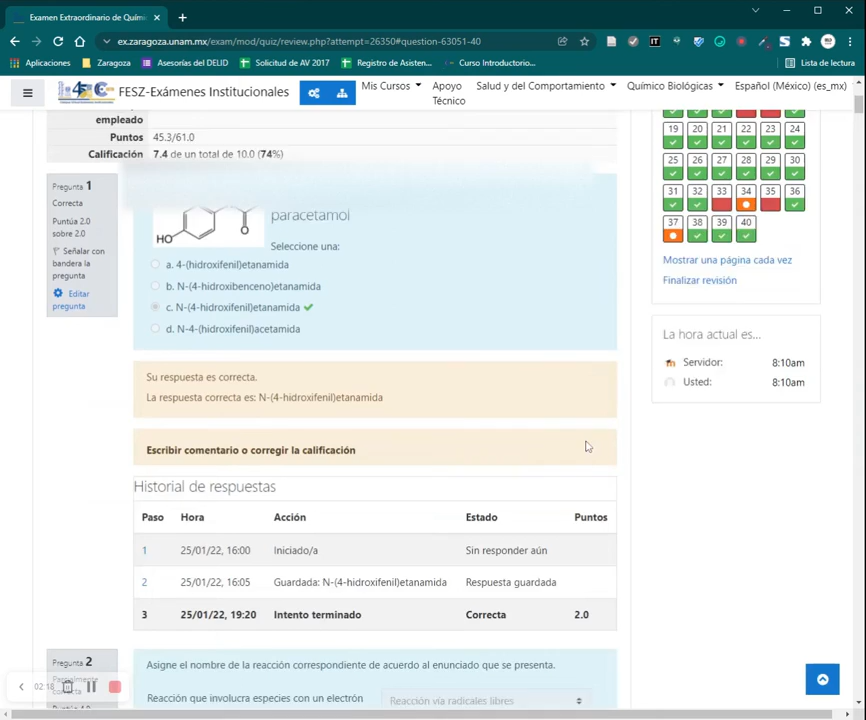 Examen Extraordinario de Químic
ex.zaragoza.unam.mx/exam/mod/quiz/review.php?attempt=26350#question-63051-40
Aplicaciones Zaragoza Asesorías del DELID Solicitud de AV 2017 Registro de Asisten... Curso Introductorio... Lista de lectura
FESZ-Exámenes Institucionales
Mis Cursos Apoyo Técnico Salud y del Comportamiento Químico Biológicas Español (México) (es_mx)
empleado
Puntos 45.3/61.0
Calificación 7.4 de un total de 10.0 (74%)
Pregunta 1
Correcta
Puntúa 2.0
sobre 2.0
Señalar con
bandera la
pregunta
Editar
pregunta
HO
O
paracetamol
Seleccione una:
a. 4-(hidroxifenil)etanamida
b. N-(4-hidroxibenceno)etanamida
c. N-(4-hidroxifenil)etanamida
d. N-4-(hidroxifenil)acetamida
Su respuesta es correcta.
La respuesta correcta es: N-(4-hidroxifenil)etanamida
Escribir comentario o corregir la calificación
Historial de respuestas
Paso Hora Acción Estado Puntos
1 25/01/22, 16:00 Iniciado/a Sin responder aún
2 25/01/22, 16:05 Guardada: N-(4-hidroxifenil)etanamida Respuesta guardada
3 25/01/22, 19:20 Intento terminado Correcta 2.0
Pregunta 2
Parcialmente
correcta
Asigne el nombre de la reacción correspondiente de acuerdo al enunciado que se presenta.
Reacción que involucra especies con un electrón
Reacción vía radicales libres
02:18
19 20 21 22 23 24
25 26 27 28 29 30
31 32 33 34 35 36
37 38 39 40
Mostrar una página cada vez
Finalizar revisión
La hora actual es...
Servidor: 8:10am
Usted: 8:10am